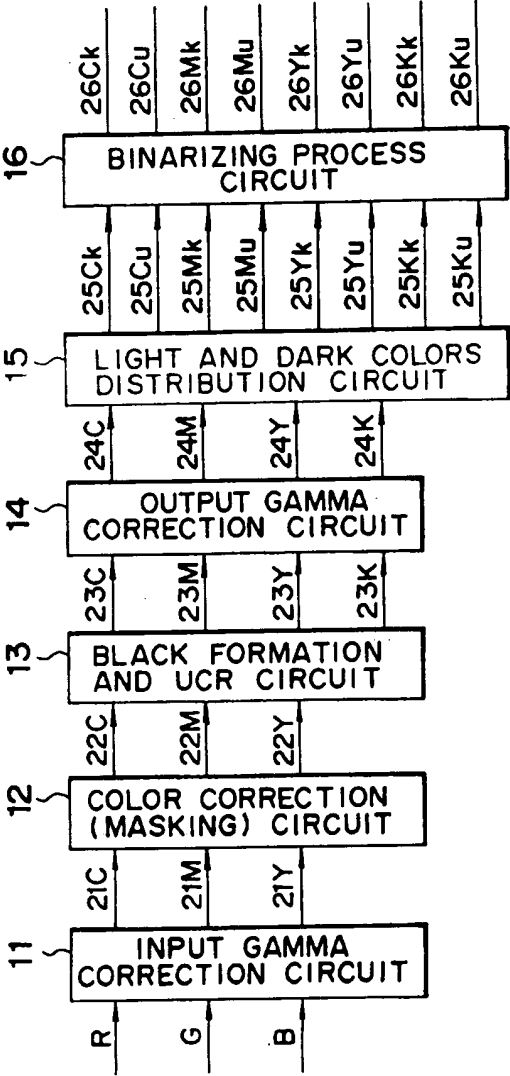 26Ck
26Cu
26Mk
26Mu
26Yk
26Yu
26Kk
26Ku
16
BINARIZING PROCESS
CIRCUIT
25Ck
25Cu
25Mk
25Mu
25Yk
25Yu
25Kk
25Ku
15
LIGHT AND DARK COLORS
DISTRIBUTION CIRCUIT
24C
24M
24Y
24K
14
OUTPUT GAMMA
CORRECTION CIRCUIT
23C
23M
23Y
23K
13
BLACK FORMATION
AND UCR CIRCUIT
22C
22M
22Y
12
COLOR CORRECTION
(MASKING) CIRCUIT
21C
21M
21Y
11
INPUT GAMMA
CORRECTION CIRCUIT
R
G
B